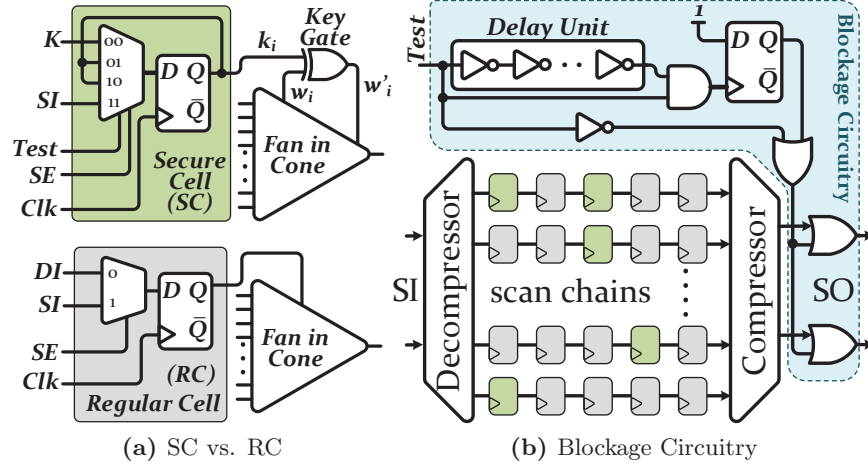 K
SI
Test
SE
Clk
00
01
10
11
D Q
Q̅
Secure
Cell
(SC)
k_i
Key
Gate
w_i
w'_i
Fan in
Cone
DI
SI
SE
Clk
0
1
D Q
Q̅
(RC)
Regular Cell
Fan in
Cone
(a) SC vs. RC
Test
Delay Unit
...
1
D Q
Q̅
Blockage
Circuitry
SI
Decompressor
scan chains
Compressor
SO
(b) Blockage Circuitry